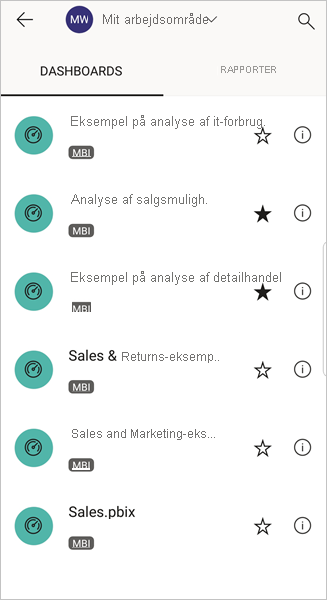 MW Mit arbejdsområde
DASHBOARDS RAPPORTER
Eksempel på analyse af it-forbrug.
MBI
Analyse af salgsmuligh.
MBI
Eksempel på analyse af detailhandel
MBI
Sales & Returns-eksemp..
MBI
Sales and Marketing-eks...
MBI
Sales.pbix
MBI